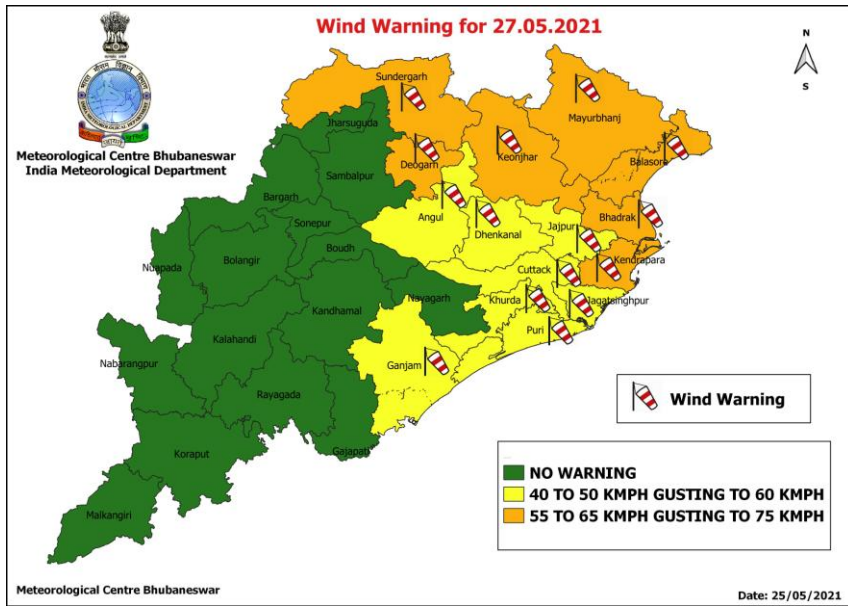 Wind Warning for 27.05.2021
N
S
Meteorological Centre Bhubaneswar
India Meteorological Department
Sundergarh
Mayurbhanj
Jharsuguda
Keonjhar
Balasore
Deogarh
Sambalpur
Bargarh
Angul
Bhadrak
Sonepur
Dhenkanal
Jajpur
Boudh
Bolangir
Kendrapara
Nuapada
Cuttack
Nayagarh
Khurda
Jagatsinghpur
Kandhamal
Puri
Kalahandi
Nabarangpur
Ganjam
Rayagada
Koraput
Gajapati
Malkangiri
Wind Warning
NO WARNING
40 TO 50 KMPH GUSTING TO 60 KMPH
55 TO 65 KMPH GUSTING TO 75 KMPH
Meteorological Centre Bhubaneswar
Date: 25/05/2021